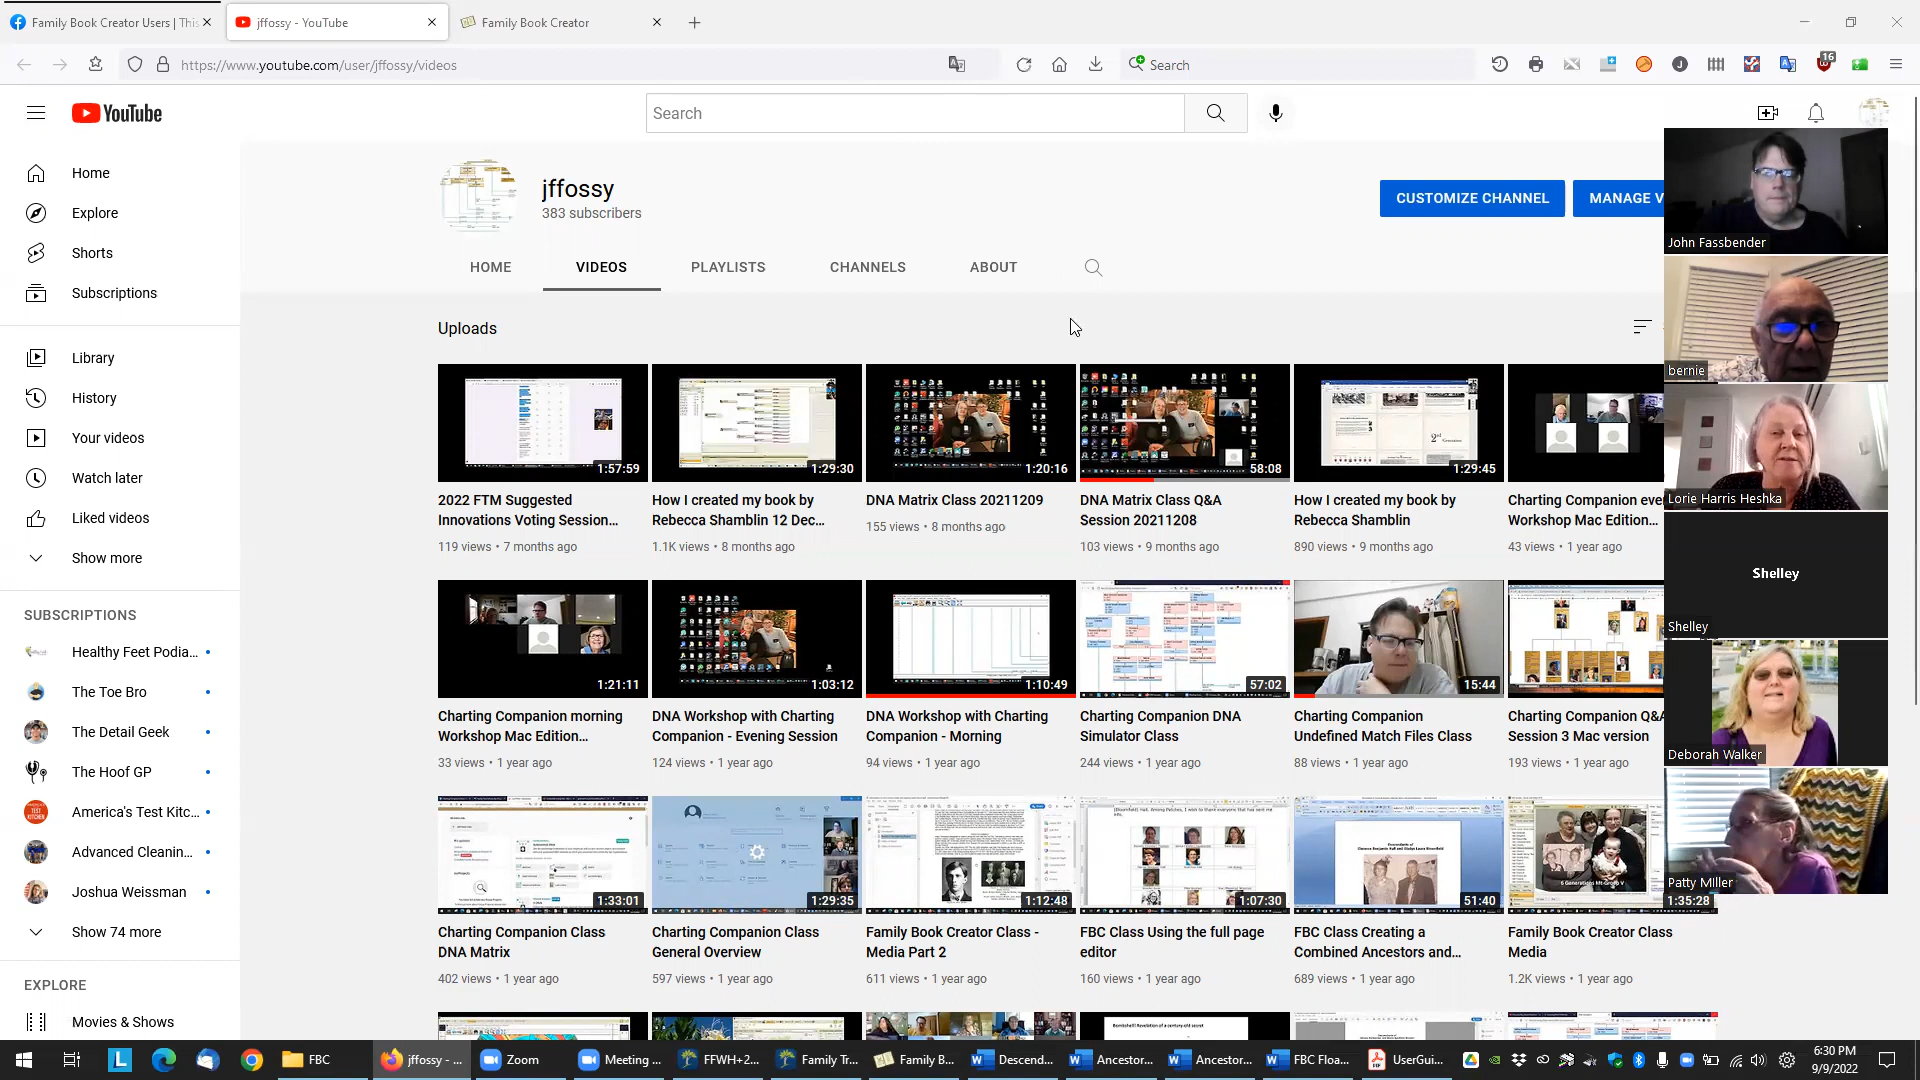 Family Book Creator Users | This
jffossy - YouTube
Family Book Creator
https://www.youtube.com/user/jffossy/videos
Search
16
YouTube
Search
Home
Explore
Shorts
Subscriptions
Library
History
Your videos
Watch later
Liked videos
Show more
SUBSCRIPTIONS
Healthy Feet Podia...
The Toe Bro
The Detail Geek
The Hoof GP
America's Test Kitc...
Advanced Cleanin...
Joshua Weissman
Show 74 more
EXPLORE
Movies & Shows
jffossy
383 subscribers
CUSTOMIZE CHANNEL
MANAGE V
HOME
VIDEOS
PLAYLISTS
CHANNELS
ABOUT
Uploads
1:57:59
2022 FTM Suggested
Innovations Voting Session...
119 views • 7 months ago
1:29:30
How I created my book by
Rebecca Shamblin 12 Dec...
1.1K views • 8 months ago
1:20:16
DNA Matrix Class 20211209
155 views • 8 months ago
58:08
DNA Matrix Class Q&A
Session 20211208
103 views • 9 months ago
1:29:45
How I created my book by
Rebecca Shamblin
890 views • 9 months ago
Charting Companion eve
Workshop Mac Edition...
43 views • 1 year ago
1:21:11
Charting Companion morning
Workshop Mac Edition...
33 views • 1 year ago
1:03:12
DNA Workshop with Charting
Companion - Evening Session
124 views • 1 year ago
1:10:49
DNA Workshop with Charting
Companion - Morning
94 views • 1 year ago
57:02
Charting Companion DNA
Simulator Class
244 views • 1 year ago
15:44
Charting Companion
Undefined Match Files Class
88 views • 1 year ago
Charting Companion Q&A
Session 3 Mac version
193 views • 1 year ago
1:33:01
Charting Companion Class
DNA Matrix
402 views • 1 year ago
1:29:35
Charting Companion Class
General Overview
597 views • 1 year ago
1:12:48
Family Book Creator Class -
Media Part 2
611 views • 1 year ago
1:07:30
FBC Class Using the full page
editor
160 views • 1 year ago
51:40
FBC Class Creating a
Combined Ancestors and...
689 views • 1 year ago
1:35:28
Family Book Creator Class
Media
1.2K views • 1 year ago
John Fassbender
bernie
Lorie Harris Heshka
Shelley
Shelley
Deborah Walker
Patty Miller
FBC
jffossy - ...
Zoom
Meeting ...
FFWH+2...
Family Tr...
Family B...
Descend...
Ancestor...
Ancestor...
FBC Floa...
UserGui...
6:30 PM
9/9/2022